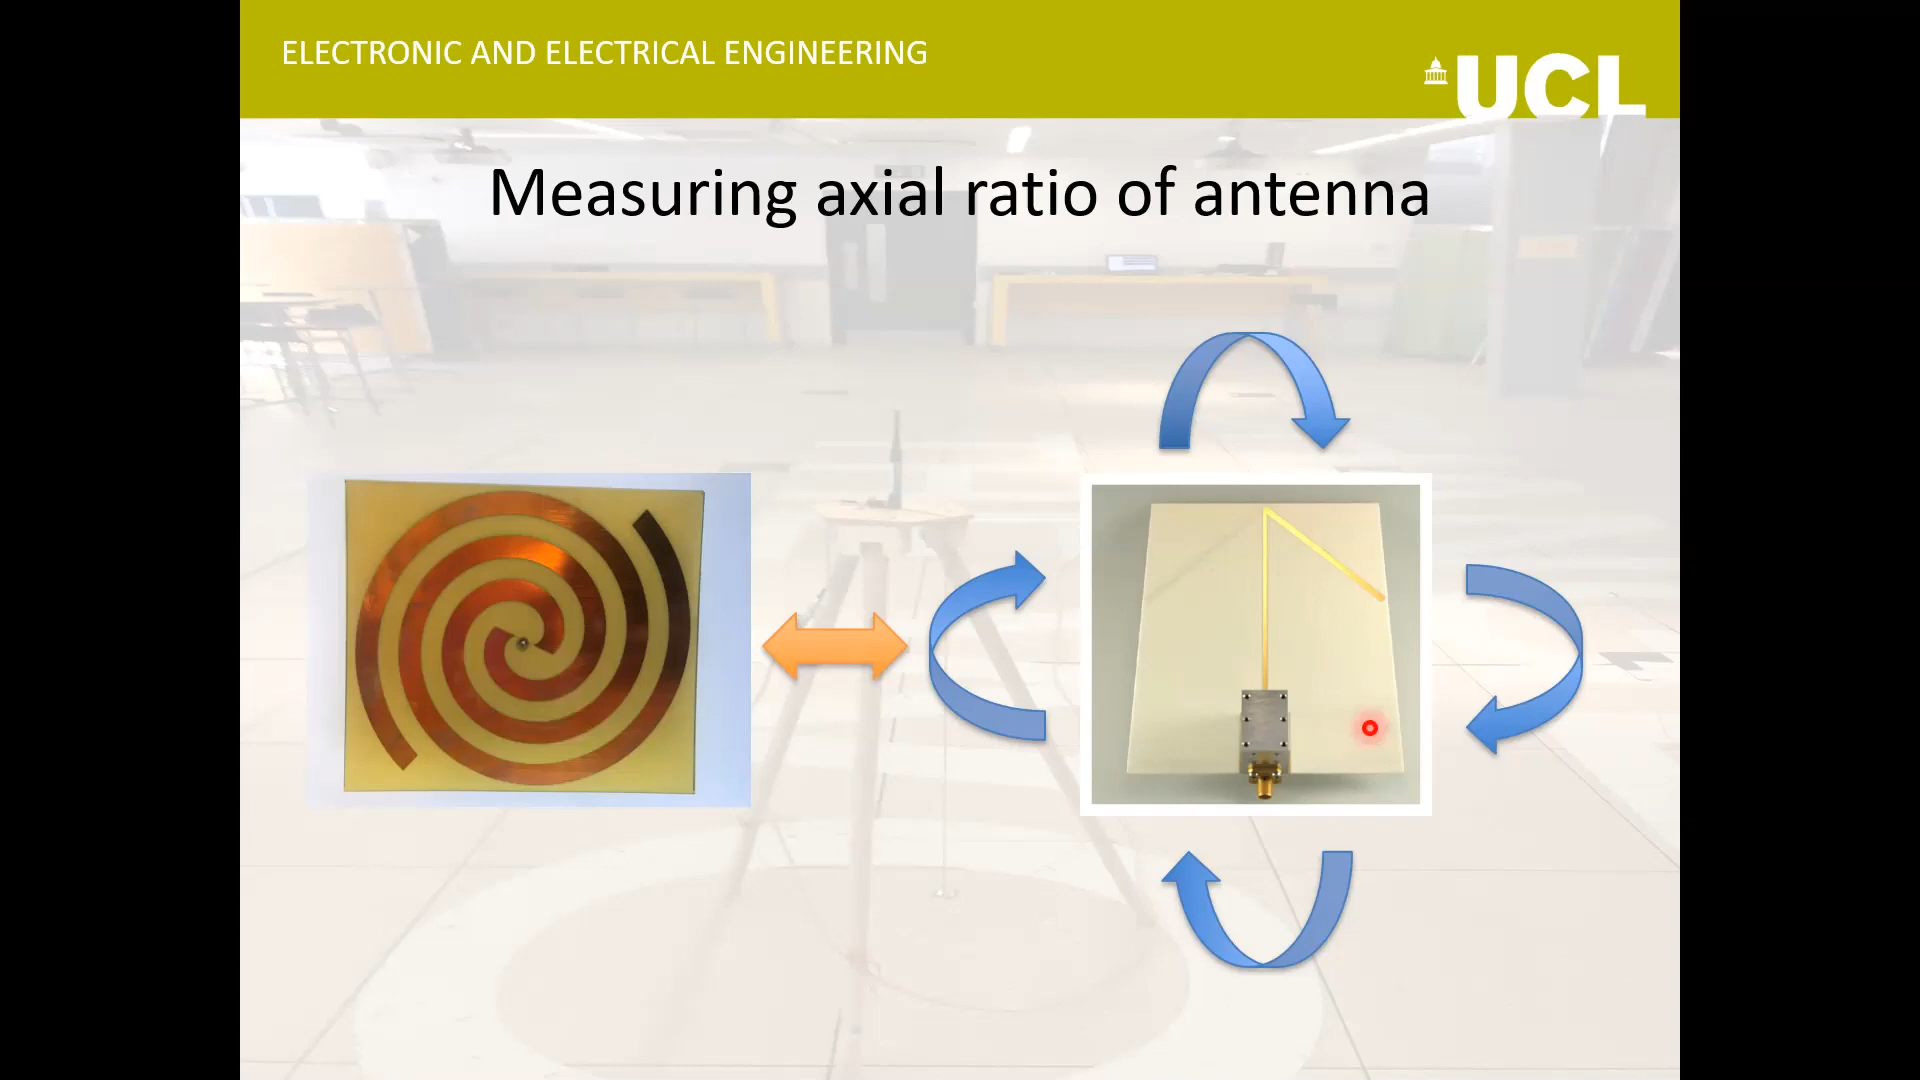 ELECTRONIC AND ELECTRICAL ENGINEERING
UCL
Measuring axial ratio of antenna